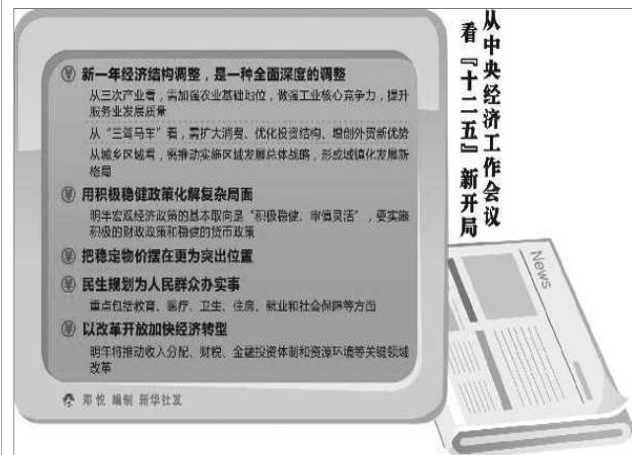 从中央经济工作会议
看『十二五』新开局
新一年经济结构调整，是一种全面深度的调整
从三次产业看，需加强农业基础地位，做强工业核心竞争力，提升
服务业发展质量
从“三驾马车”看，需扩大消费、优化投资结构、增创外贸新优势
从城乡区域看，要推动实施区域发展总体战略，形成城镇化发展新
格局
用积极稳健政策化解复杂局面
明年宏观经济政策的基本取向是“积极稳健、审慎灵活”，要实施
积极的财政政策和稳健的货币政策
把稳定物价摆在更为突出位置
民生规划为人民群众办实事
重点包括教育、医疗、卫生、住房、就业和社会保障等方面
以改革开放加快经济转型
明年将推动收入分配、财税、金融投资体制和资源环境等关键领域
改革
邓悦 编制 新华社发
News